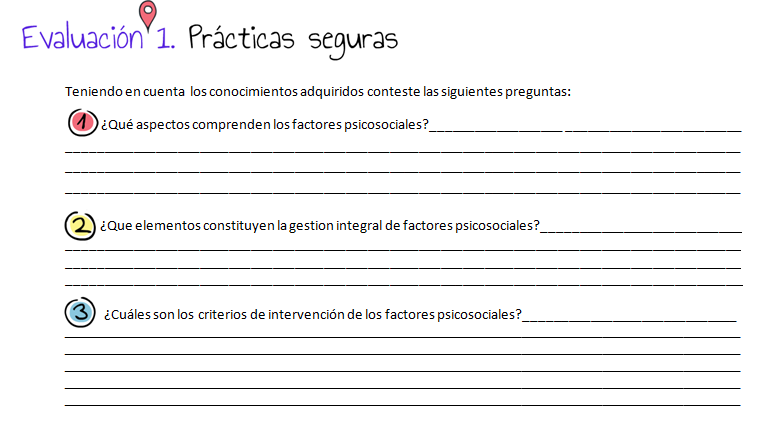 Evaluación 1. Prácticas seguras
Teniendo en cuenta los conocimientos adquiridos conteste las siguientes preguntas:
1 ¿Qué aspectos comprenden los factores psicosociales?
2 ¿Que elementos constituyen la gestion integral de factores psicosociales?
3 ¿Cuáles son los criterios de intervención de los factores psicosociales?